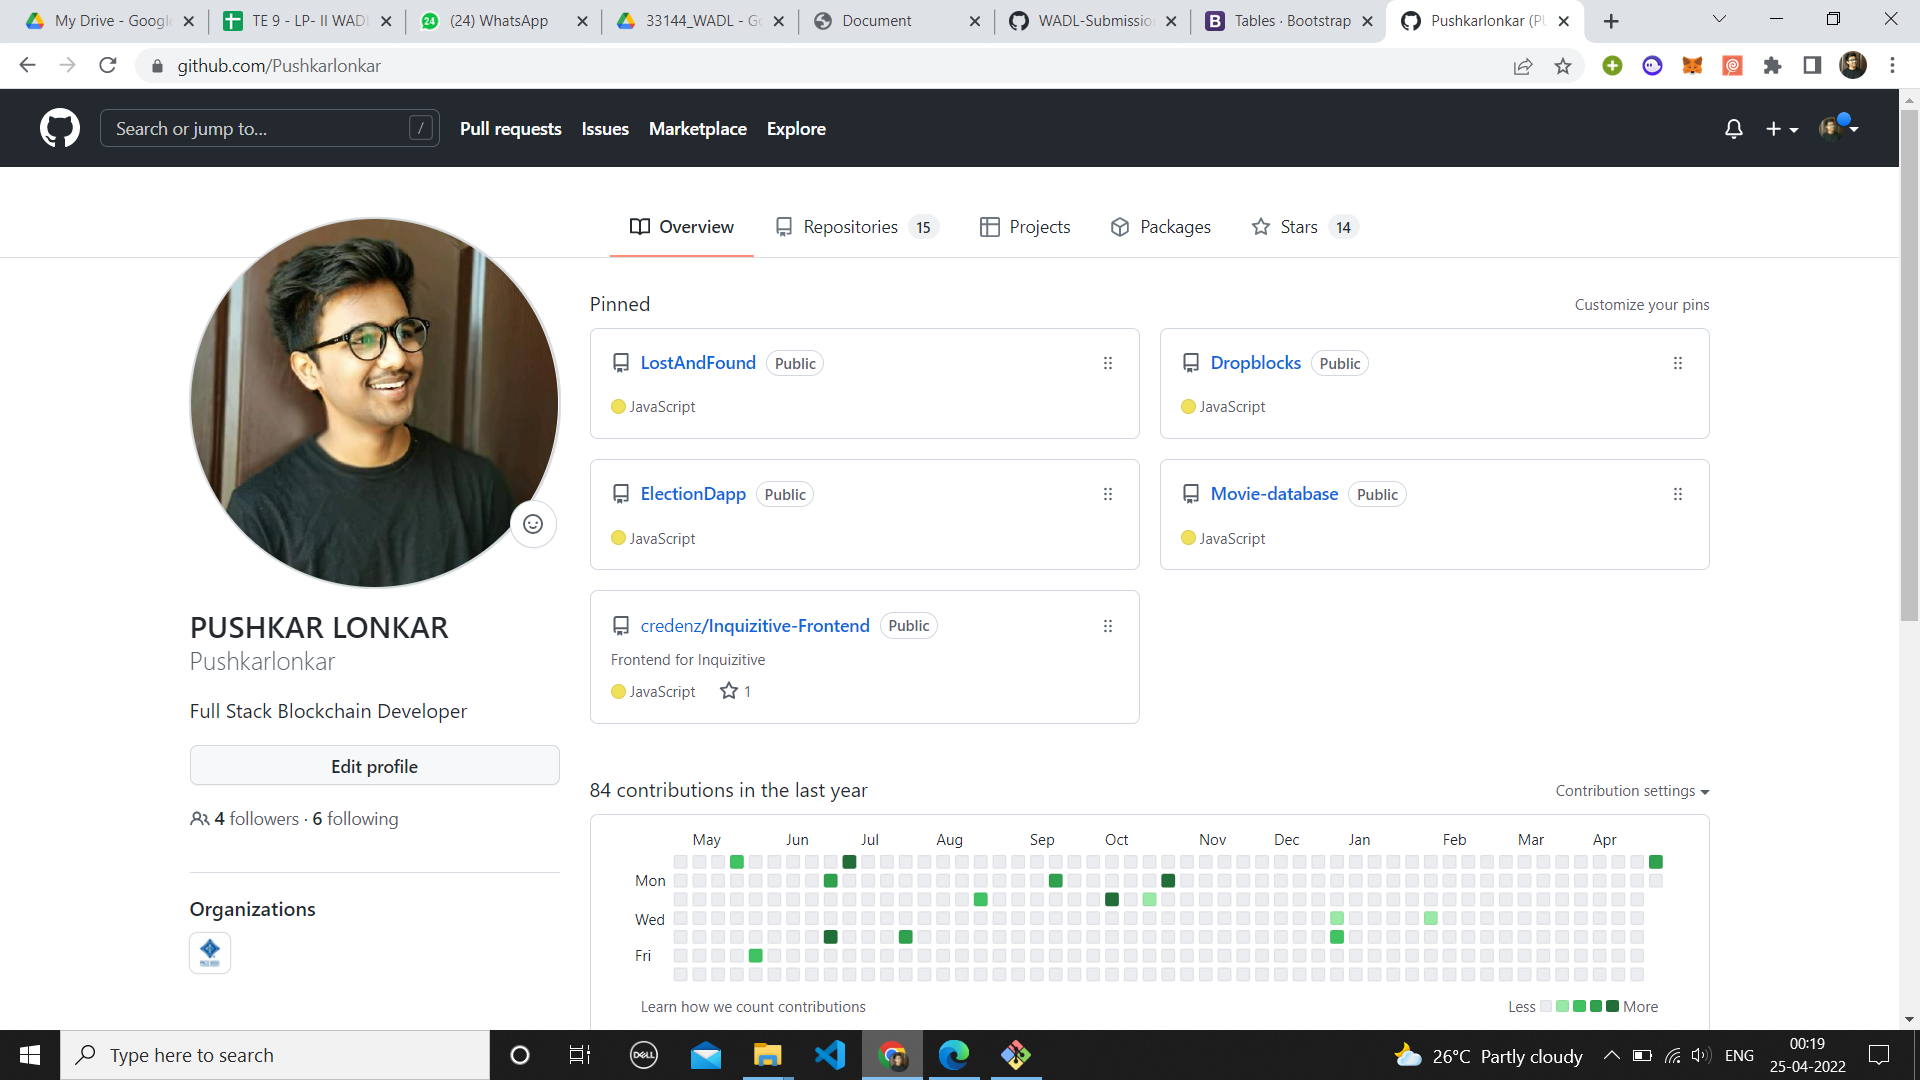 My Drive - Google
TE 9 - LP- II WADL
(24) WhatsApp
33144_WADL - Go
Document
WADL-Submission
Tables · Bootstrap
Pushkarlonkar (PU
github.com/Pushkarlonkar
Search or jump to...
/
Pull requests
Issues
Marketplace
Explore
Overview
Repositories 15
Projects
Packages
Stars 14
Pinned
Customize your pins
LostAndFound Public
JavaScript
Dropblocks Public
JavaScript
ElectionDapp Public
JavaScript
Movie-database Public
JavaScript
credenz/Inquizitive-Frontend Public
Frontend for Inquizitive
JavaScript 1
PUSHKAR LONKAR
Pushkarlonkar
Full Stack Blockchain Developer
Edit profile
4 followers · 6 following
Organizations
84 contributions in the last year
Contribution settings
May Jun Jul Aug Sep Oct Nov Dec Jan Feb Mar Apr
Mon
Wed
Fri
Learn how we count contributions
Less More
Type here to search
DELL
26°C Partly cloudy
ENG
00:19
25-04-2022